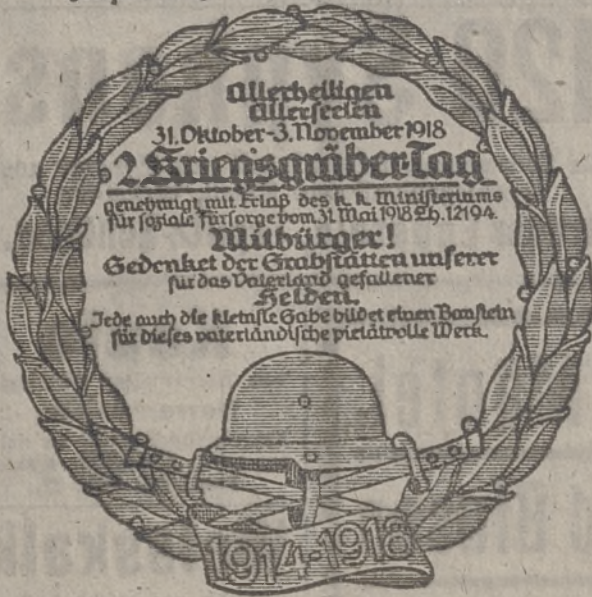 Allerheiligen
Allerseelen
31. Oktober-3. November 1918
2. Kriegsgräber-Tag
genehmigt mit Erlaß des k. k. Ministeriums
für soziale Fürsorge vom 31. Mai 1918 Zh. 12194.
Mitbürger!
Gedenket der Grabstätten unserer
für das Vaterland gefallener
Helden.
Jede auch die kleinste Gabe bildet einen Baustein
für dieses vaterländische pietätvolle Werk.
1914-1918